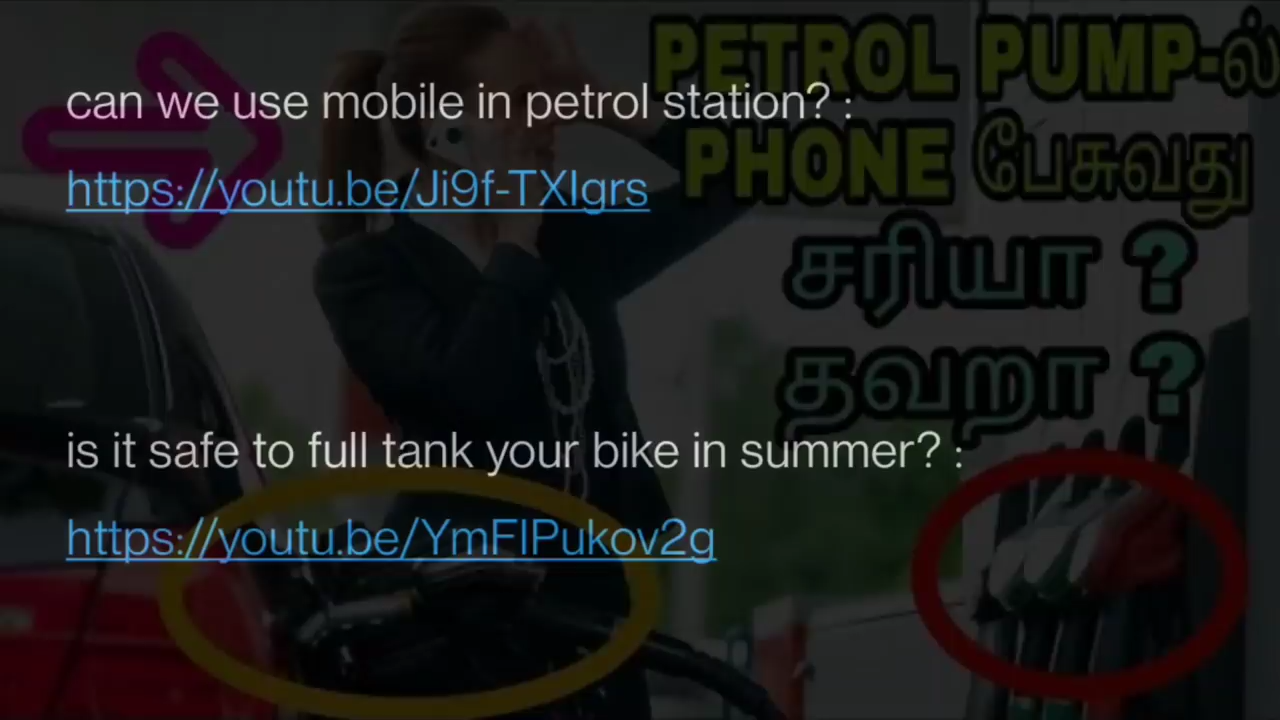 PETROL PUMP-ல்
PHONE பேசுவது
சரியா ?
தவறா ?
can we use mobile in petrol station? :
https://youtu.be/Ji9f-TXIgrs
is it safe to full tank your bike in summer? :
https://youtu.be/YmFIPukov2g